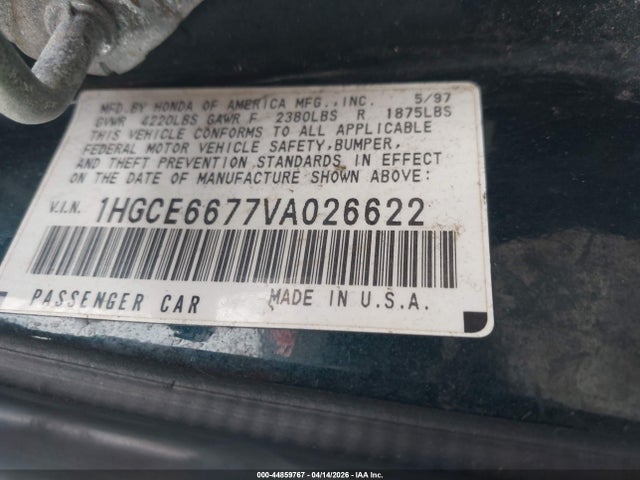 MFD.BY HONDA OF AMERICA MFG.,INC. 5/97
GVWR 4220LBS GAWR F 2380LBS R 1875LBS
THIS VEHICLE CONFORMS TO ALL APPLICABLE
FEDERAL MOTOR VEHICLE SAFETY,BUMPER,
AND THEFT PREVENTION STANDARDS IN EFFECT
ON THE DATE OF MANUFACTURE SHOWN ABOVE:
V.I.N. 1HGCE6677VA026622
PASSENGER CAR MADE IN U.S.A.
000-44859767 - 04/14/2026 - IAA Inc.